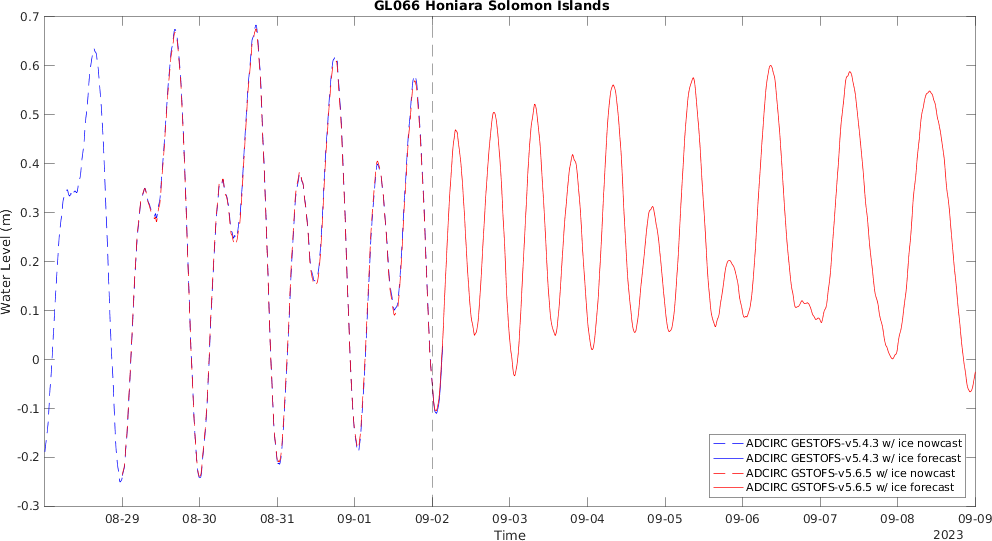 GL066 Honiara Solomon Islands
Water Level (m)
0.7
0.6
0.5
0.4
0.3
0.2
0.1
0
-0.1
-0.2
-0.3
ADCIRC GESTOFS-v5.4.3 w/ ice nowcast
ADCIRC GESTOFS-v5.4.3 w/ ice forecast
ADCIRC GSTOFS-v5.6.5 w/ ice nowcast
ADCIRC GSTOFS-v5.6.5 w/ ice forecast
08-29 08-30 08-31 09-01 09-02 09-03 09-04 09-05 09-06 09-07 09-08 09-09
Time
2023